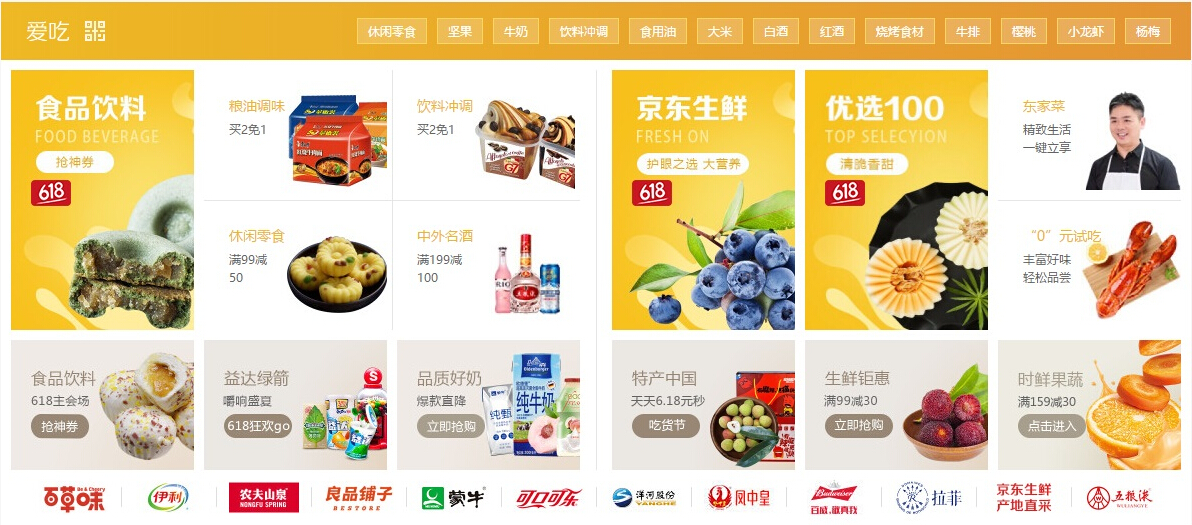 爱吃
休闲零食
坚果
牛奶
饮料冲调
食用油
大米
白酒
红酒
烧烤食材
牛排
樱桃
小龙虾
杨梅
食品饮料
FOOD BEVERAGE
抢神券
618
粮油调味
买2免1
饮料冲调
买2免1
休闲零食
满99减
50
中外名酒
满199减
100
京东生鲜
FRESH ON
护眼之选 大营养
618
优选100
TOP SELECYION
清脆香甜
618
东家菜
精致生活
一键立享
“0”元试吃
丰富好味
轻松品尝
食品饮料
618主会场
抢神券
益达绿箭
嚼响盛夏
618狂欢go
品质好奶
爆款直降
立即抢购
纯甄
Oldenburger
纯牛奶
特产中国
天天6.18元秒
吃货节
生鲜钜惠
满99减30
立即抢购
时鲜果蔬
满159减30
点击进入
Be & Cheery
百草味
伊利
农夫山泉
NONGFU SPRING
良品铺子
BESTORE
蒙牛
可口可乐
洋河股份
YANGHE
凤中皇
Budweiser
百威,敬真我
拉菲
京东生鲜
产地直采
五粮液
WULIANGYE